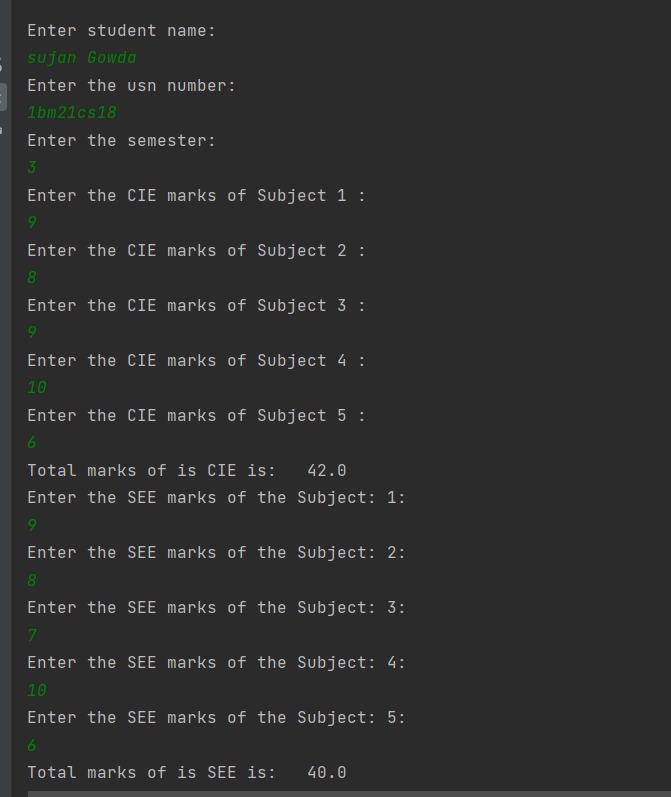 Enter student name:
sujan Gowda
Enter the usn number:
1bm21cs18
Enter the semester:
3
Enter the CIE marks of Subject 1 :
9
Enter the CIE marks of Subject 2 :
8
Enter the CIE marks of Subject 3 :
9
Enter the CIE marks of Subject 4 :
10
Enter the CIE marks of Subject 5 :
6
Total marks of is CIE is:   42.0
Enter the SEE marks of the Subject: 1:
9
Enter the SEE marks of the Subject: 2:
8
Enter the SEE marks of the Subject: 3:
7
Enter the SEE marks of the Subject: 4:
10
Enter the SEE marks of the Subject: 5:
6
Total marks of is SEE is:   40.0